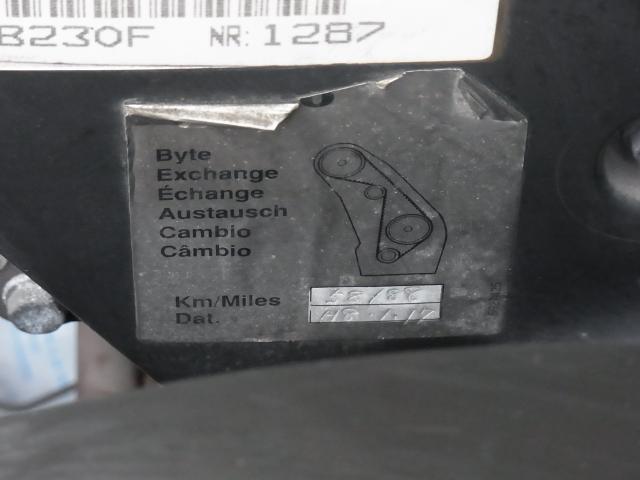 B230F NR: 1287
Byte
Exchange
Échange
Austausch
Cambio
Câmbio
Km/Miles
Dat.